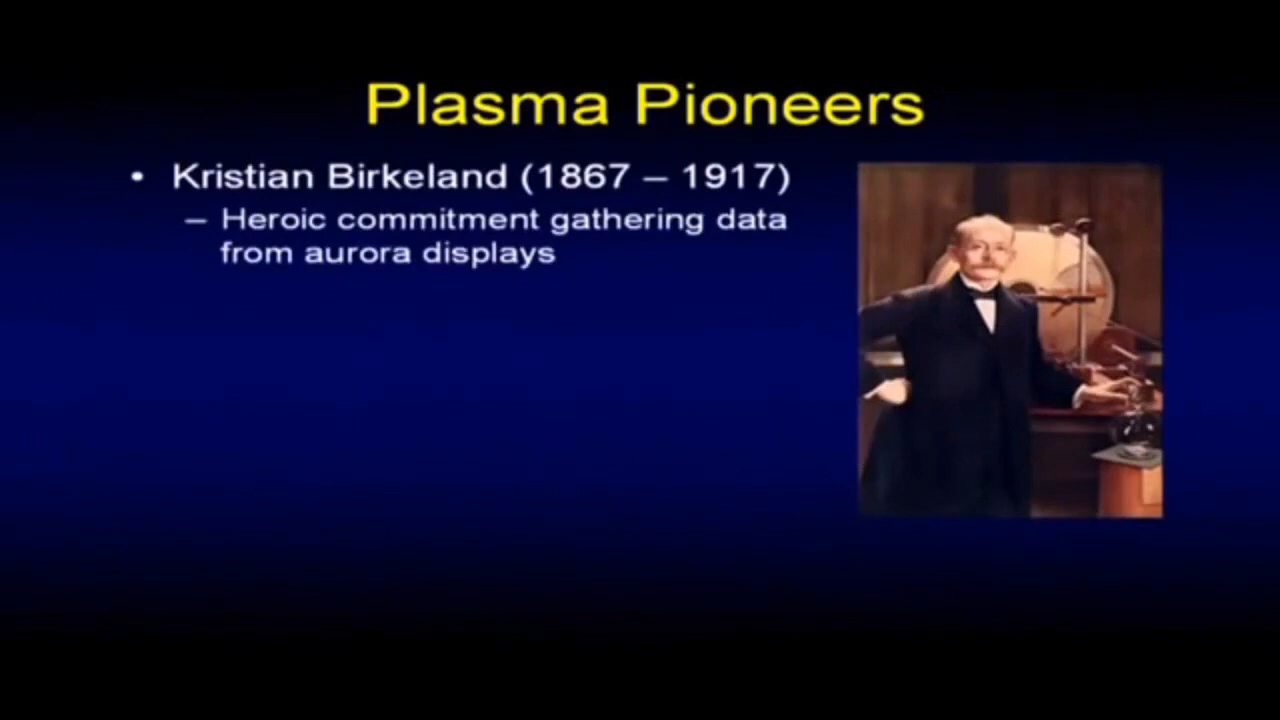 Plasma Pioneers
• Kristian Birkeland (1867 – 1917)
– Heroic commitment gathering data
from aurora displays